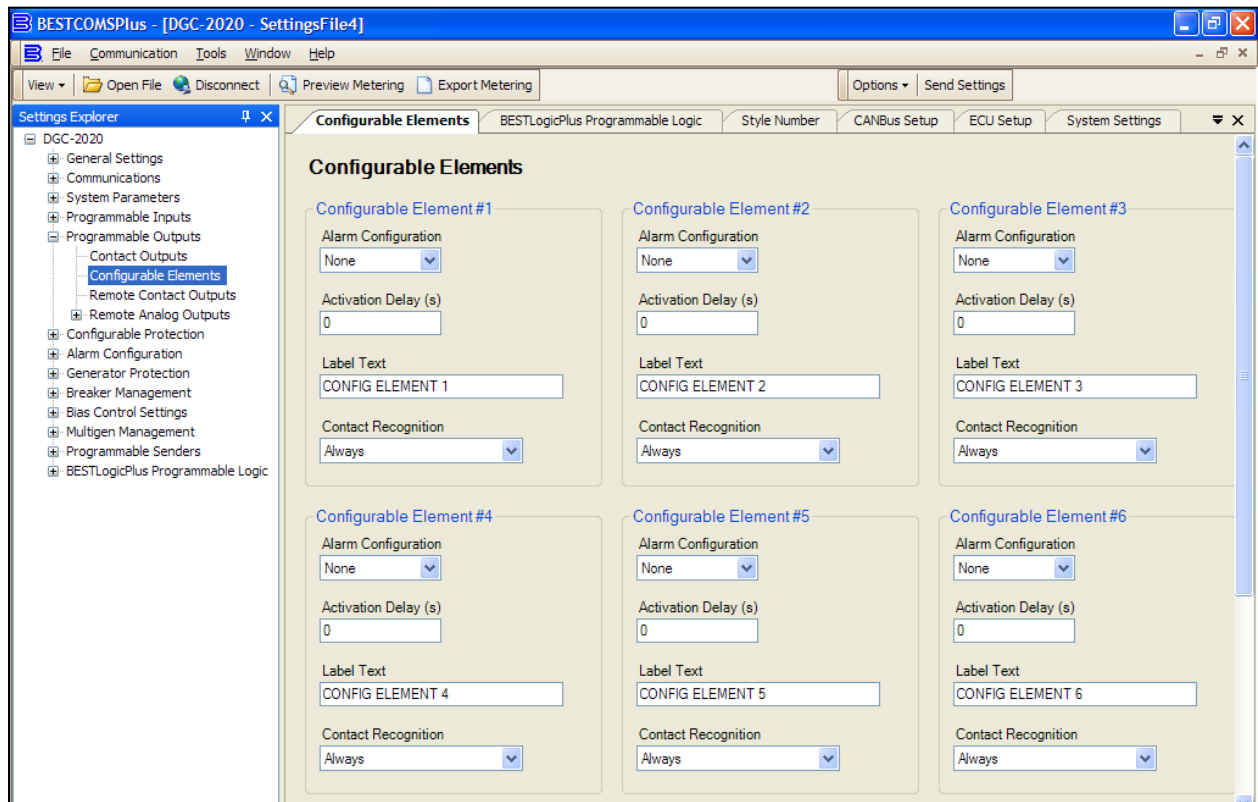 BESTCOMSPlus - [DGC-2020 - SettingsFile4]
File Communication Tools Window Help
View Open File Disconnect Preview Metering Export Metering Options Send Settings
Settings Explorer
DGC-2020
General Settings
Communications
System Parameters
Programmable Inputs
Programmable Outputs
Contact Outputs
Configurable Elements
Remote Contact Outputs
Remote Analog Outputs
Configurable Protection
Alarm Configuration
Generator Protection
Breaker Management
Bias Control Settings
Multigen Management
Programmable Senders
BESTLogicPlus Programmable Logic
Configurable Elements BESTLogicPlus Programmable Logic Style Number CANBus Setup ECU Setup System Settings
Configurable Elements
Configurable Element #1
Alarm Configuration
None
Activation Delay (s)
0
Label Text
CONFIG ELEMENT 1
Contact Recognition
Always
Configurable Element #2
Alarm Configuration
None
Activation Delay (s)
0
Label Text
CONFIG ELEMENT 2
Contact Recognition
Always
Configurable Element #3
Alarm Configuration
None
Activation Delay (s)
0
Label Text
CONFIG ELEMENT 3
Contact Recognition
Always
Configurable Element #4
Alarm Configuration
None
Activation Delay (s)
0
Label Text
CONFIG ELEMENT 4
Contact Recognition
Always
Configurable Element #5
Alarm Configuration
None
Activation Delay (s)
0
Label Text
CONFIG ELEMENT 5
Contact Recognition
Always
Configurable Element #6
Alarm Configuration
None
Activation Delay (s)
0
Label Text
CONFIG ELEMENT 6
Contact Recognition
Always